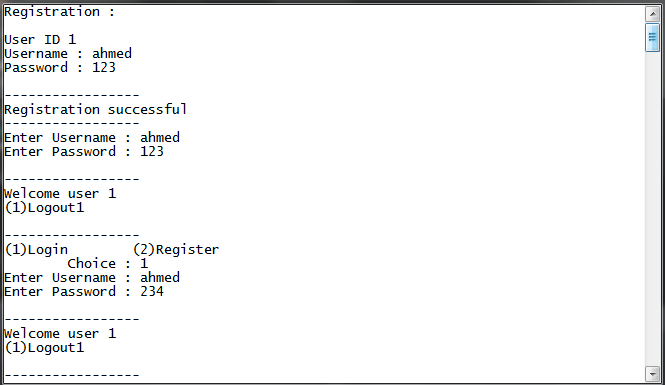 Registration :
User ID 1
Username : ahmed
Password : 123
-----------------
Registration successful
-----------------
Enter Username : ahmed
Enter Password : 123
-----------------
Welcome user 1
(1)Logout1
-----------------
(1)Login        (2)Register
        Choice : 1
Enter Username : ahmed
Enter Password : 234
-----------------
Welcome user 1
(1)Logout1
-----------------